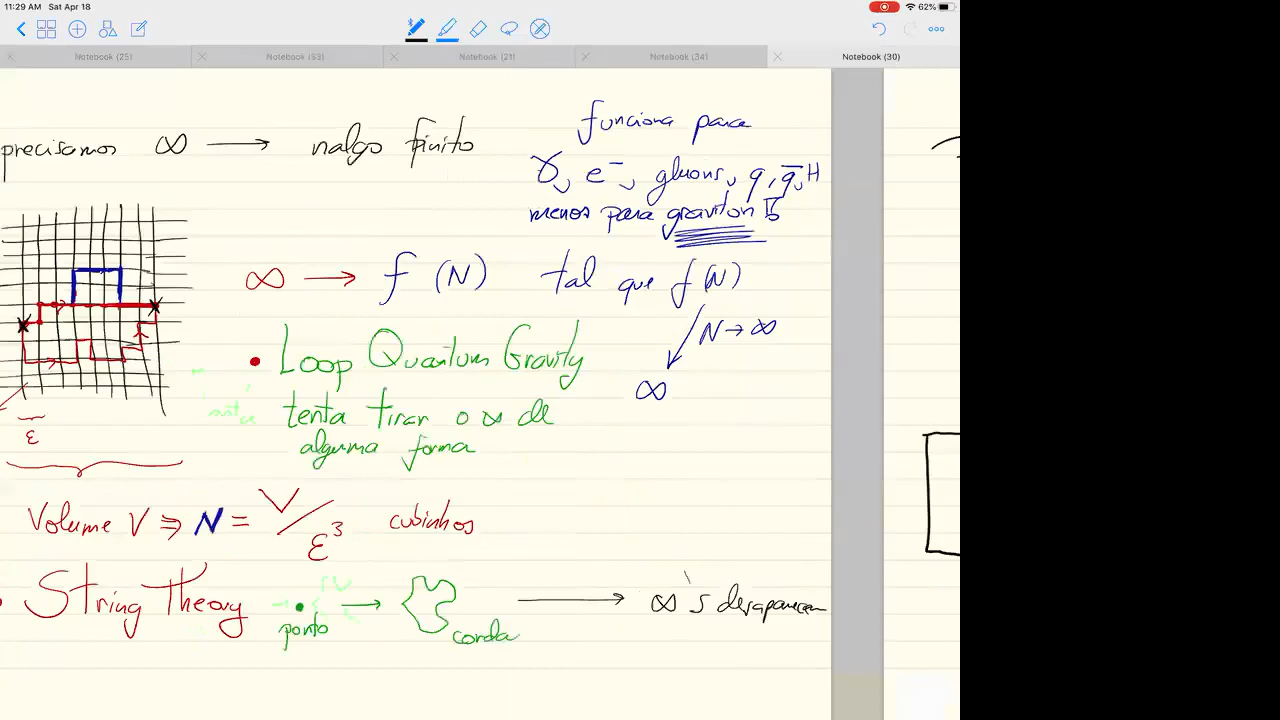 11:29 AM Sat Apr 18
62%
Notebook (25)
Notebook (53)
Notebook (21)
Notebook (34)
Notebook (30)
precisamos ∞ → nalgo finito
funciona para
γ, e⁻, gluons, q, q̄, H
menos para graviton
∞ → f (N) tal que f(N)
N → ∞
∞
• Loop Quantum Gravity
tenta tirar o ∞ de
alguma forma
ε
Volume V ⇒ N = V/ε³ cubinhos
String Theory • → → ∞'s desaparecem
ponto
corda